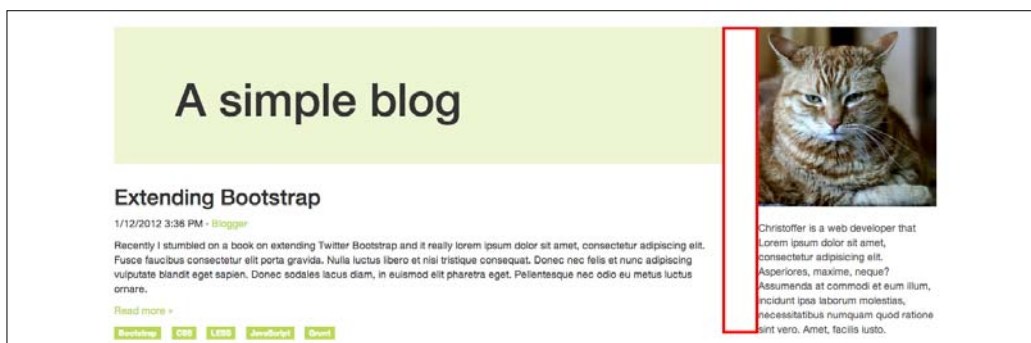 A simple blog
Extending Bootstrap
1/12/2012 3:36 PM - Blogger
Recently I stumbled on a book on extending Twitter Bootstrap and it really lorem ipsum dolor sit amet, consectetur adipiscing elit.
Fusce faucibus consectetur elit porta gravida. Nulla luctus libero et nisi tristique consequat. Donec nec felis et nunc adipiscing
vulputate blandit eget sapien. Donec sodales lacus diam, in euismod elit pharetra eget. Pellentesque nec odio eu metus luctus
ornare.
Read more »
Bootstrap CSS LESS JavaScript Grunt
Christoffer is a web developer that
Lorem ipsum dolor sit amet,
consectetur adipisicing elit.
Asperiores, maxime, neque?
Assumenda at commodi et eum illum,
incidunt ipsa laborum molestias,
necessitatibus numquam quod ratione
sint vero. Amet, facilis iusto.